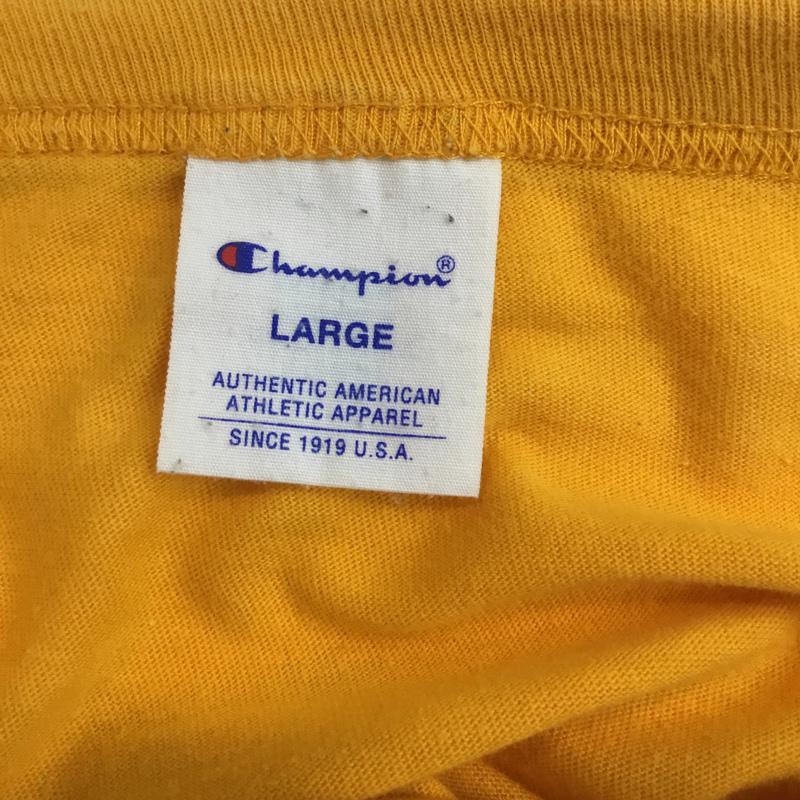 Champion®
LARGE
AUTHENTIC AMERICAN
ATHLETIC APPAREL
SINCE 1919 U.S.A.